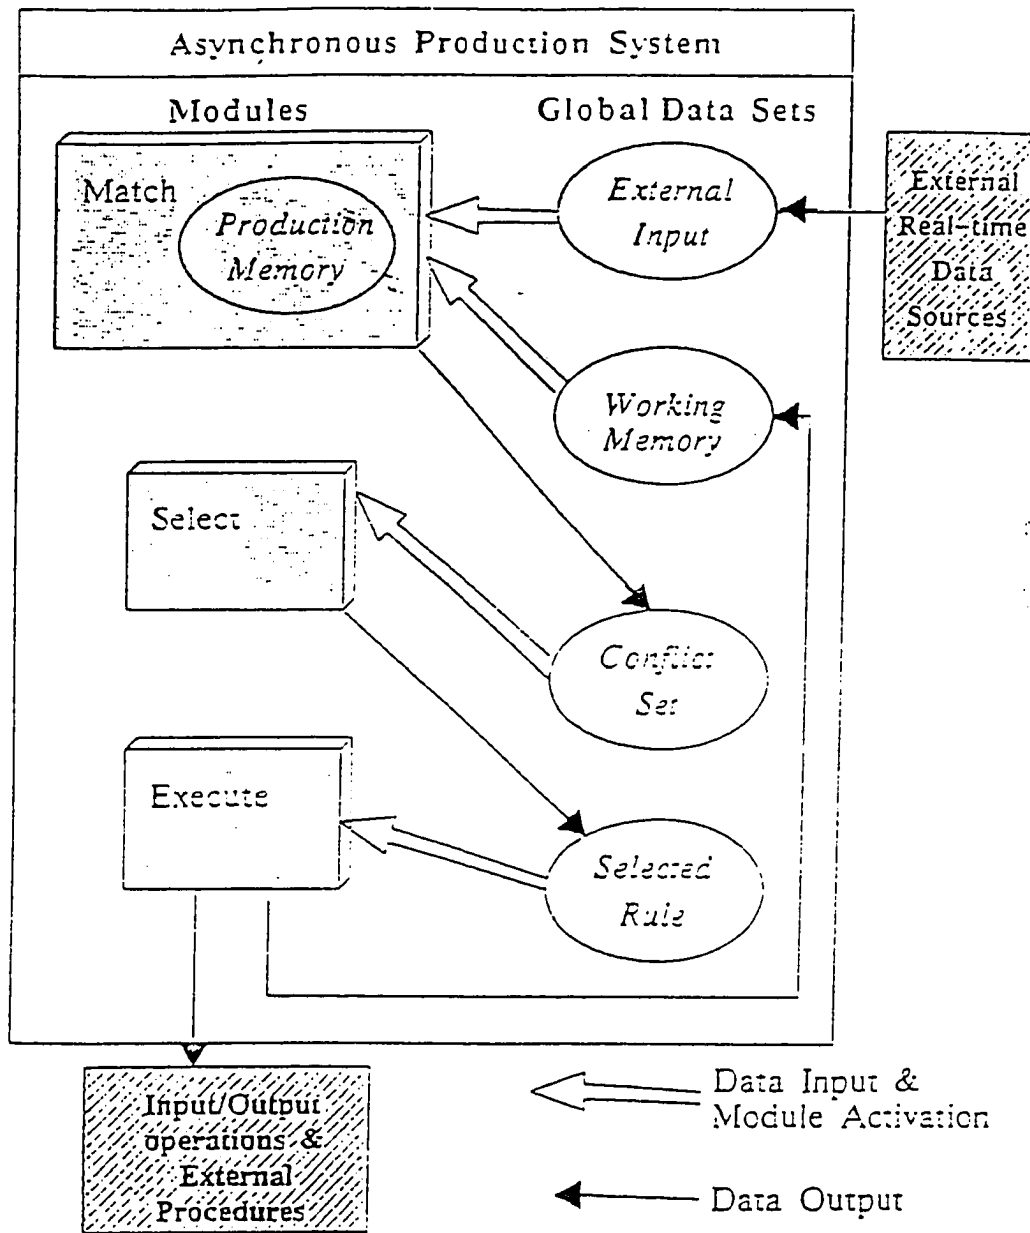 Asynchronous Production System
Modules
Global Data Sets
Match
Production
Memory
External
Input
External
Real-time
Data
Sources
Working
Memory
Select
Conflict
Set
Execute
Selected
Rule
Input/Output
operations &
External
Procedures
Data Input &
Module Activation
Data Output